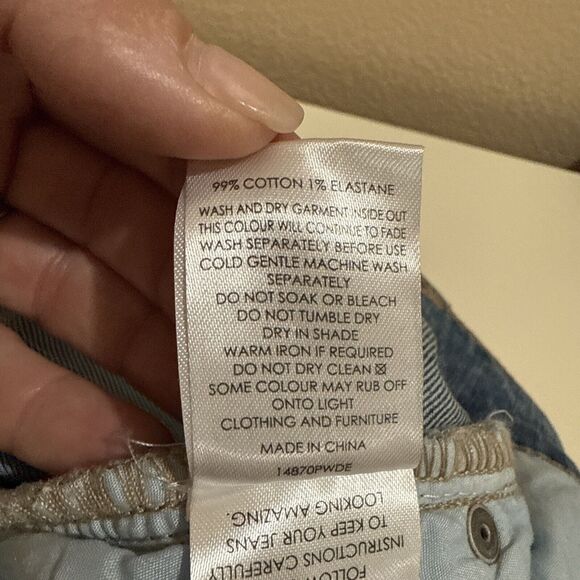 99% COTTON 1% ELASTANE
WASH AND DRY GARMENT INSIDE OUT
THIS COLOUR WILL CONTINUE TO FADE
WASH SEPARATELY BEFORE USE
COLD GENTLE MACHINE WASH
SEPARATELY
DO NOT SOAK OR BLEACH
DO NOT TUMBLE DRY
DRY IN SHADE
WARM IRON IF REQUIRED
DO NOT DRY CLEAN ☒
SOME COLOUR MAY RUB OFF
ONTO LIGHT
CLOTHING AND FURNITURE
MADE IN CHINA
14870PWDE
FOLLOW
INSTRUCTIONS CAREFULLY
TO KEEP YOUR JEANS
LOOKING AMAZING.